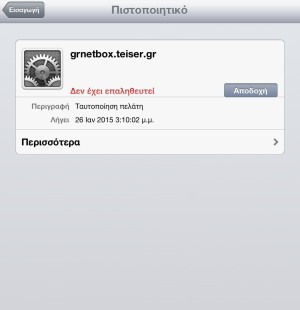 Εισαγωγή
Πιστοποιητικό
grnetbox.teiser.gr
Δεν έχει επαληθευτεί
Αποδοχή
Περιγραφή Ταυτοποίηση πελάτη
Λήγει 26 Ιαν 2015 3:10:02 μ.μ.
Περισσότερα